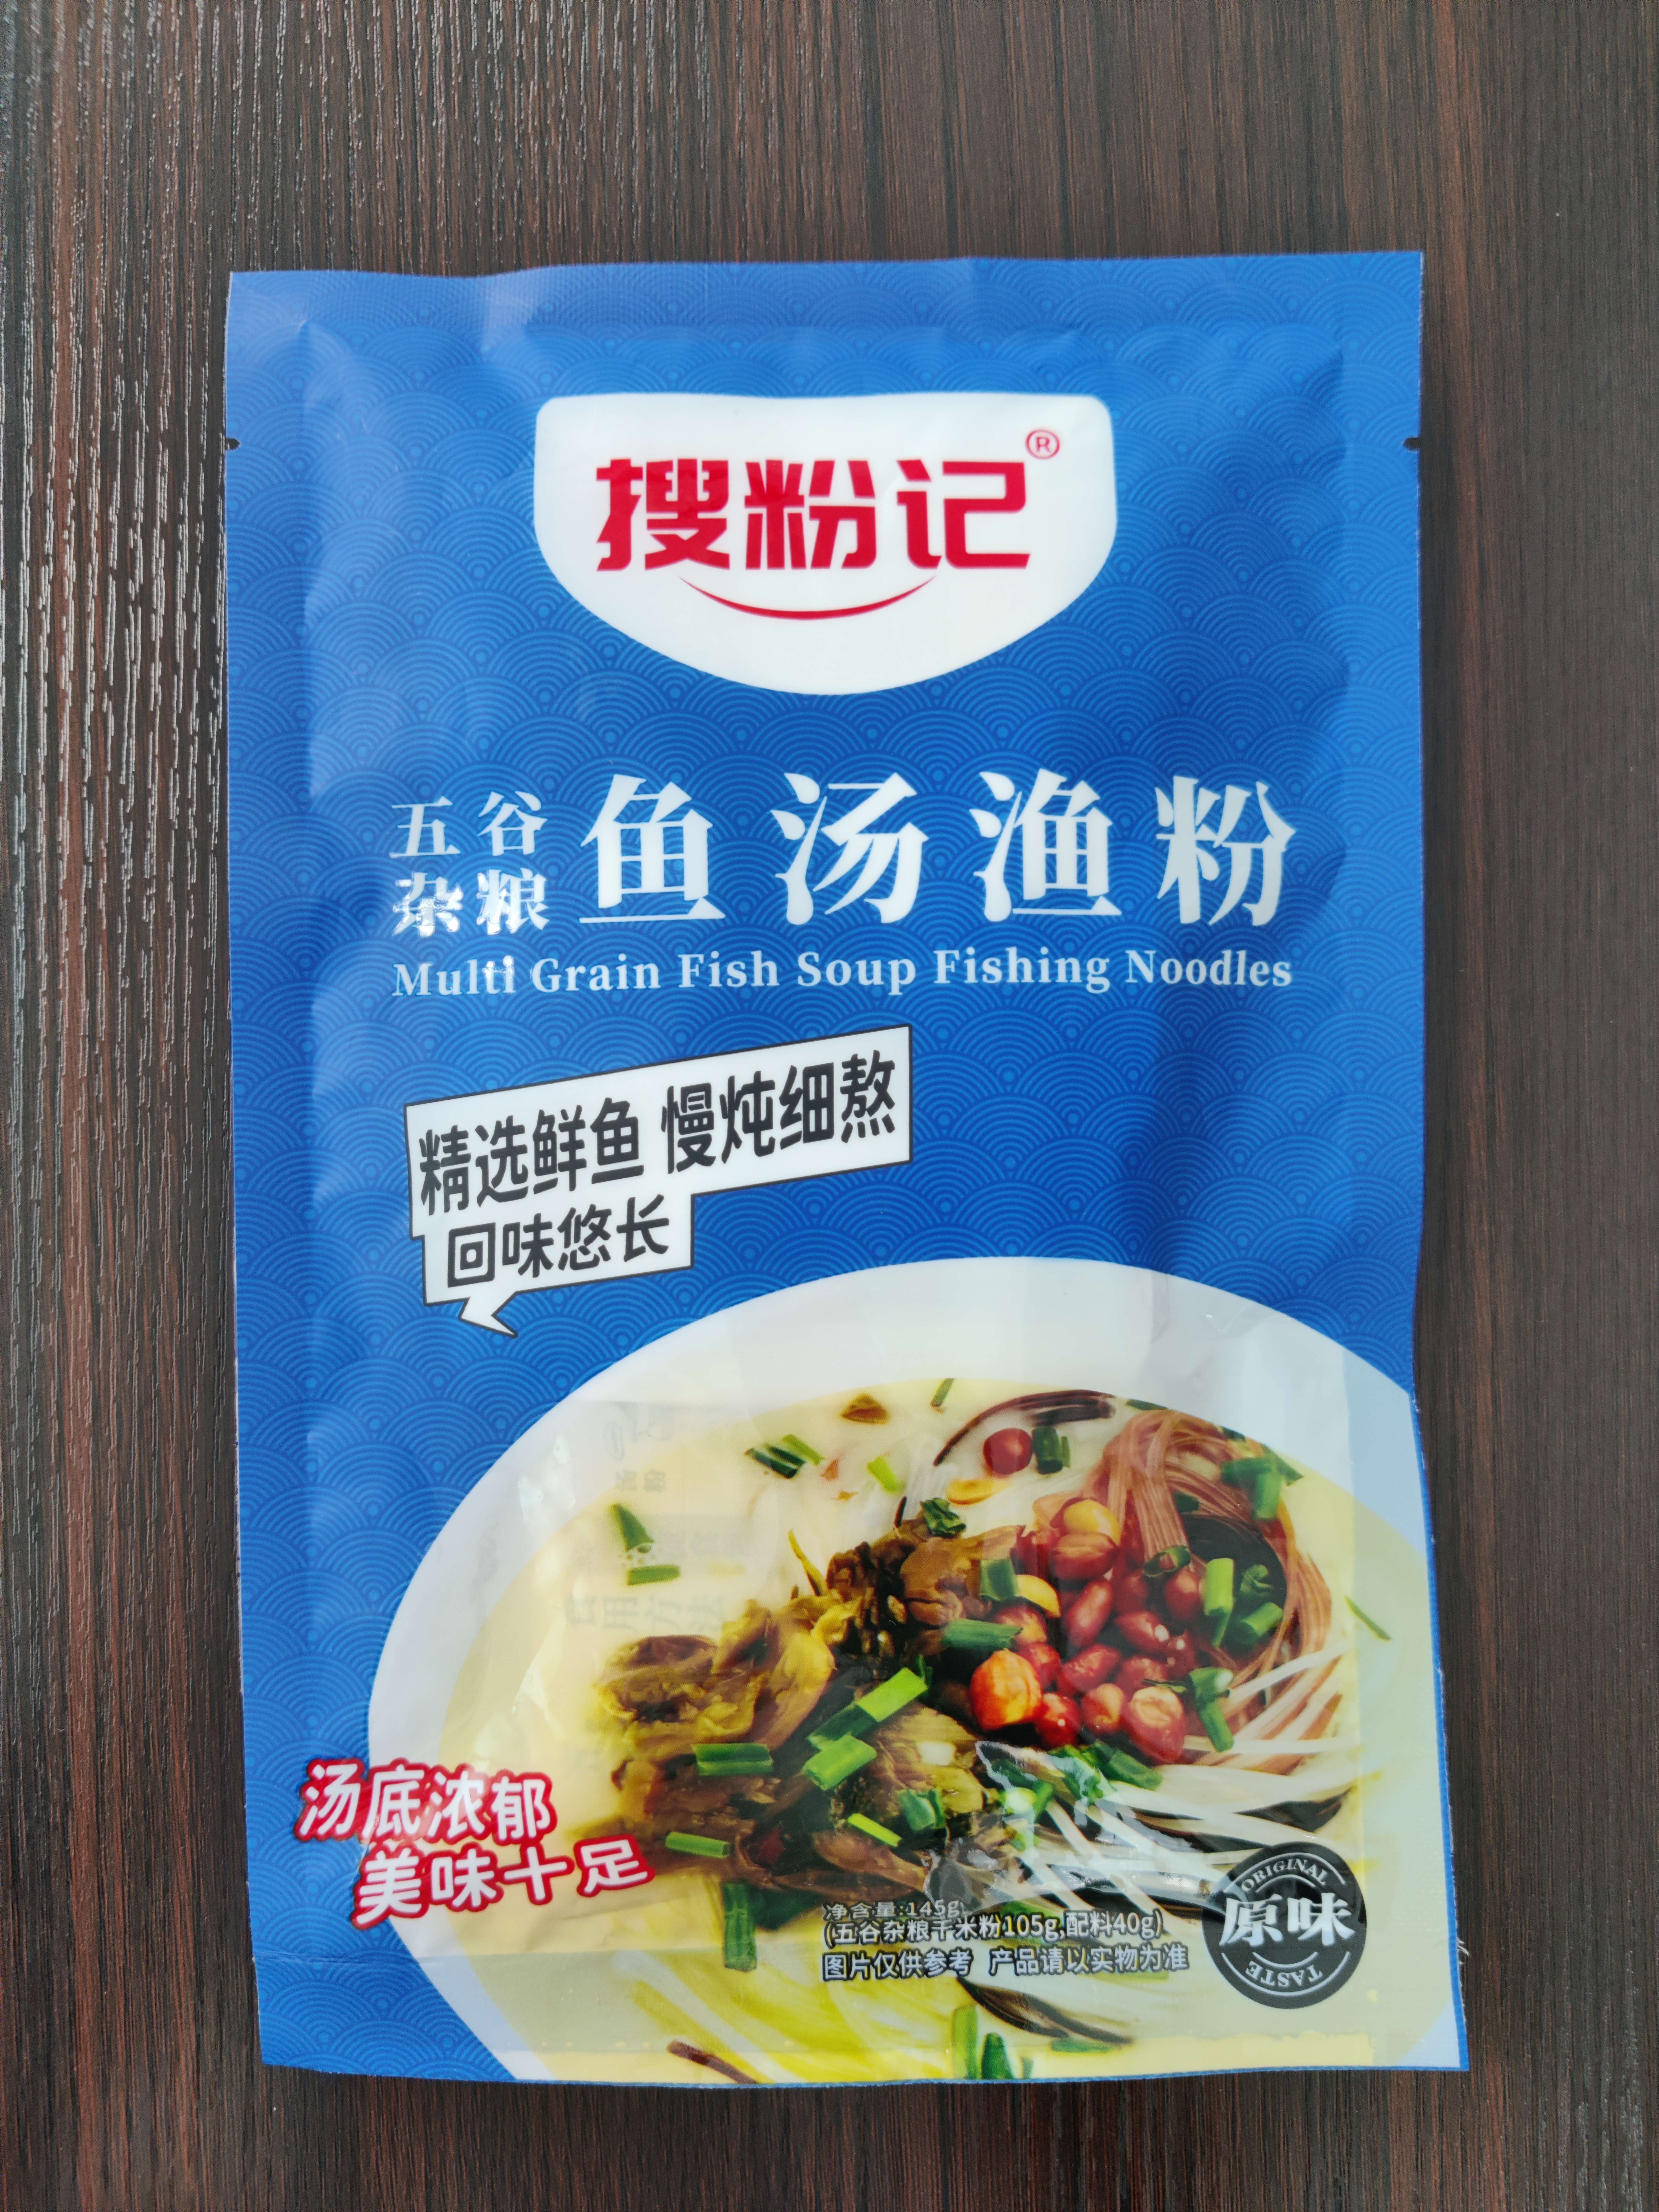 搜粉记®
五谷杂粮 鱼汤渔粉
Multi Grain Fish Soup Fishing Noodles
精选鲜鱼 慢炖细熬
回味悠长
汤底浓郁
美味十足
净含量:145g
(五谷杂粮干米粉105g,配料40g)
图片仅供参考 产品请以实物为准
ORIGINAL
原味
TASTE